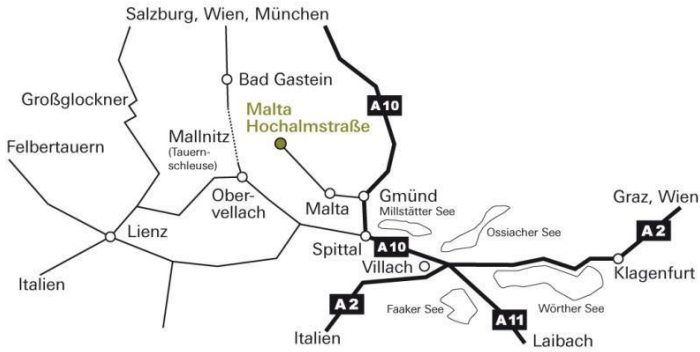 Salzburg, Wien, München
Bad Gastein
Großglockner
A10
Malta
Hochalmstraße
Felbertauern
Mallnitz
(Tauern-
schleuse)
Ober-
vellach
Malta
Gmünd
Millstätter See
Graz, Wien
Lienz
Ossiacher See
A2
Spittal
A10
Villach
Klagenfurt
Italien
A2
Faaker See
Wörther See
A11
Italien
Laibach